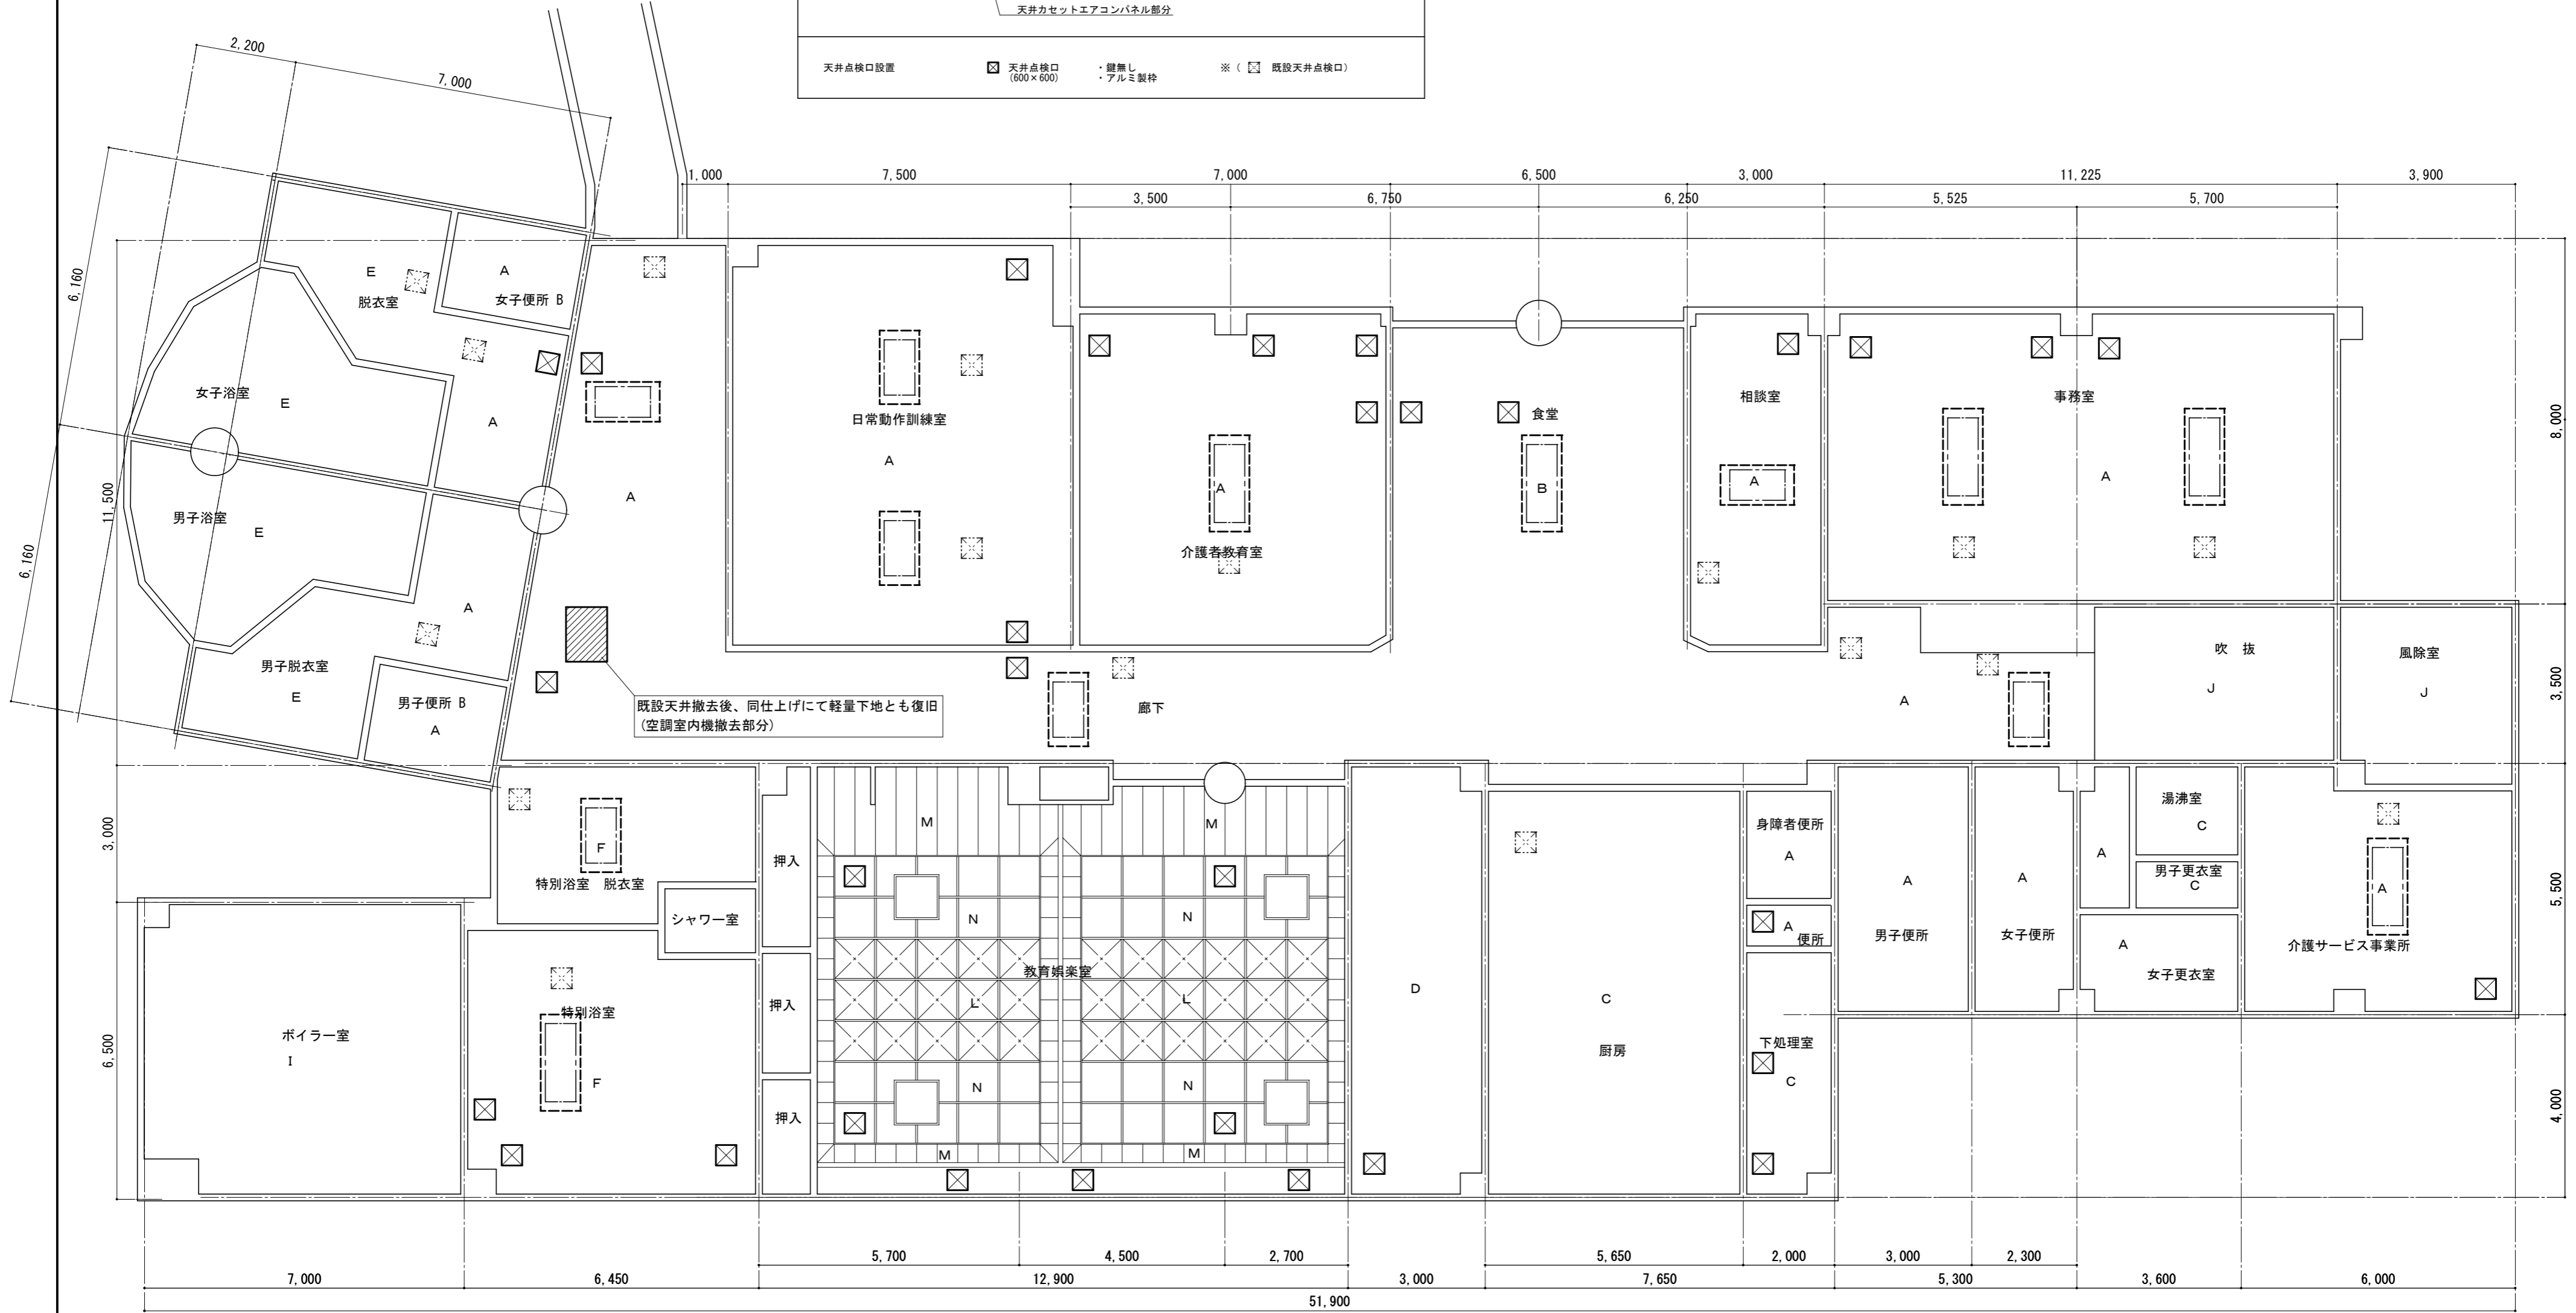 天井カセットエアコンパネル部分
天井点検口設置
天井点検口
(600×600)
・鍵無し
・アルミ製枠
※（ 既設天井点検口）
2,200
7,000
1,000
7,500
7,000
6,500
3,000
11,225
3,900
3,500
6,750
6,250
5,525
5,700
6,160
6,160
11,500
3,000
6,500
8,000
3,500
5,500
4,000
E
脱衣室
A
女子便所 B
女子浴室
E
A
男子浴室
E
A
男子脱衣室
E
男子便所 B
A
A
日常動作訓練室
A
A
介護者教育室
食堂
B
相談室
A
事務室
A
既設天井撤去後、同仕上げにて軽量下地とも復旧
(空調室内機撤去部分)
廊下
A
吹 抜
J
風除室
J
F
特別浴室 脱衣室
シャワー室
押入
押入
押入
ボイラー室
I
特別浴室
F
M
M
N
N
教育娯楽室
L
L
N
N
M
M
D
C
厨房
身障者便所
A
A
便所
下処理室
C
A
男子便所
A
女子便所
A
湯沸室
C
男子更衣室
C
A
女子更衣室
A
介護サービス事業所
5,700
4,500
2,700
5,650
2,000
3,000
2,300
7,000
6,450
12,900
3,000
7,650
5,300
3,600
6,000
51,900